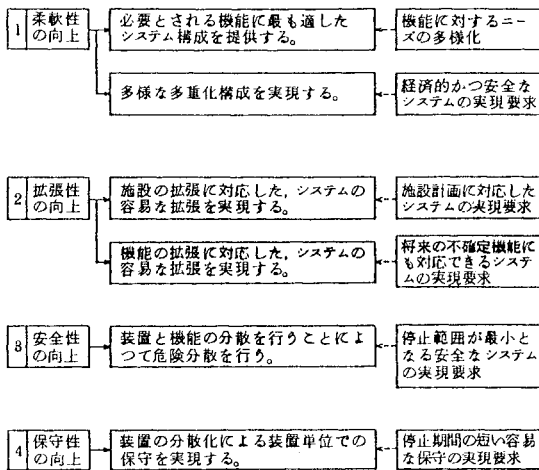 1
柔軟性
の向上
必要とされる機能に最も適した
システム構成を提供する。
機能に対するニー
ズの多様化
多様な多重化構成を実現する。
経済的かつ安全な
システムの実現要求
2
拡張性
の向上
施設の拡張に対応した,システムの
容易な拡張を実現する。
施設計画に対応した
システムの実現要求
機能の拡張に対応した,システムの
容易な拡張を実現する。
将来の不確定機能に
も対応できるシステ
ムの実現要求
3
安全性
の向上
装置と機能の分散を行うことによ
つて危険分散を行う。
停止範囲が最小と
なる安全なシステム
の実現要求
4
保守性
の向上
装置の分散化による装置単位での
保守を実現する。
停止期間の短い容易
な保守の実現要求